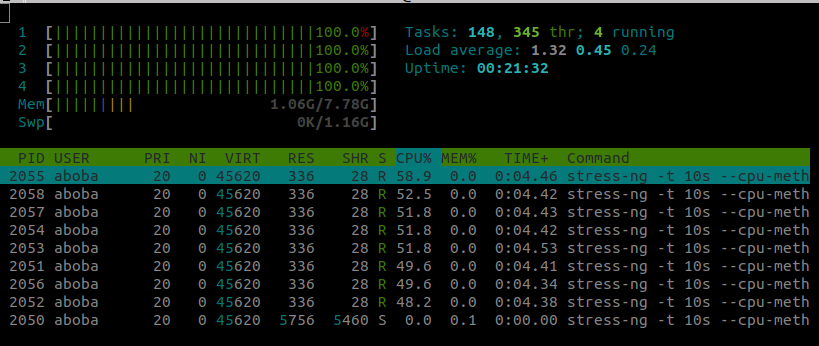 1 [||||||||||||||||||||||||||||100.0%] Tasks: 148, 345 thr; 4 running
2 [||||||||||||||||||||||||||||100.0%] Load average: 1.32 0.45 0.24
3 [||||||||||||||||||||||||||||100.0%] Uptime: 00:21:32
4 [||||||||||||||||||||||||||||100.0%]
Mem[||||||||| 1.06G/7.78G]
Swp[ 0K/1.16G]
PID USER PRI NI VIRT RES SHR S CPU% MEM% TIME+ Command
2055 aboba 20 0 45620 336 28 R 58.9 0.0 0:04.46 stress-ng -t 10s --cpu-meth
2058 aboba 20 0 45620 336 28 R 52.5 0.0 0:04.42 stress-ng -t 10s --cpu-meth
2057 aboba 20 0 45620 336 28 R 51.8 0.0 0:04.43 stress-ng -t 10s --cpu-meth
2054 aboba 20 0 45620 336 28 R 51.8 0.0 0:04.42 stress-ng -t 10s --cpu-meth
2053 aboba 20 0 45620 336 28 R 51.8 0.0 0:04.53 stress-ng -t 10s --cpu-meth
2051 aboba 20 0 45620 336 28 R 49.6 0.0 0:04.41 stress-ng -t 10s --cpu-meth
2056 aboba 20 0 45620 336 28 R 49.6 0.0 0:04.34 stress-ng -t 10s --cpu-meth
2052 aboba 20 0 45620 336 28 R 48.2 0.0 0:04.38 stress-ng -t 10s --cpu-meth
2050 aboba 20 0 45620 5756 5460 S 0.0 0.1 0:00.00 stress-ng -t 10s --cpu-meth